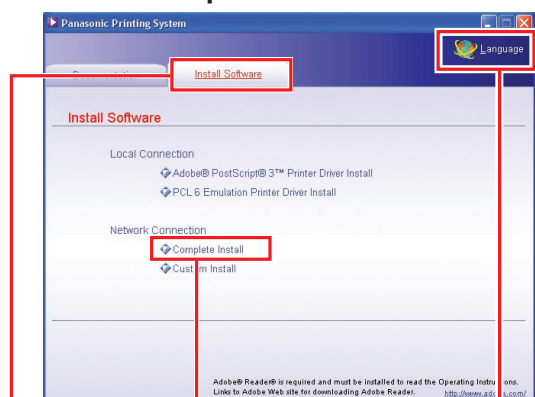 Panasonic Printing System
Language
Install Software
Install Software
Local Connection
Adobe® PostScript® 3™ Printer Driver Install
PCL 6 Emulation Printer Driver Install
Network Connection
Complete Install
Install
Adobe® Reader® is required and must be installed to read the Operating
Links to Adobe Web site for downloading Adobe Reader.